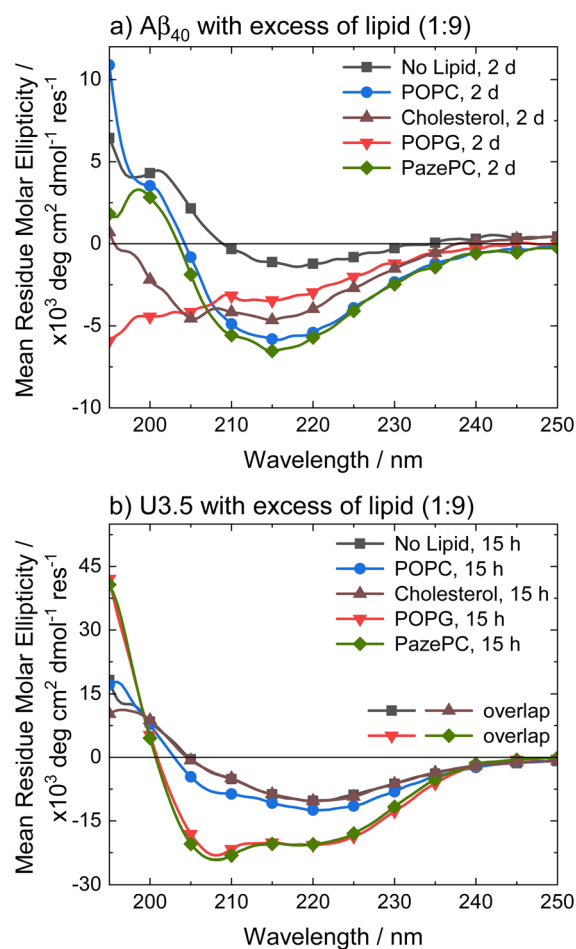 a) Aβ40 with excess of lipid (1:9)
No Lipid, 2 d
POPC, 2 d
Cholesterol, 2 d
POPG, 2 d
PazePC, 2 d
Mean Residue Molar Ellipticity /
x10³ deg cm² dmol⁻¹ res⁻¹
10
5
0
-5
-10
200
210
220
230
240
250
Wavelength / nm
b) U3.5 with excess of lipid (1:9)
No Lipid, 15 h
POPC, 15 h
Cholesterol, 15 h
POPG, 15 h
PazePC, 15 h
overlap
overlap
Mean Residue Molar Ellipticity /
x10³ deg cm² dmol⁻¹ res⁻¹
45
30
15
0
-15
-30
200
210
220
230
240
250
Wavelength / nm